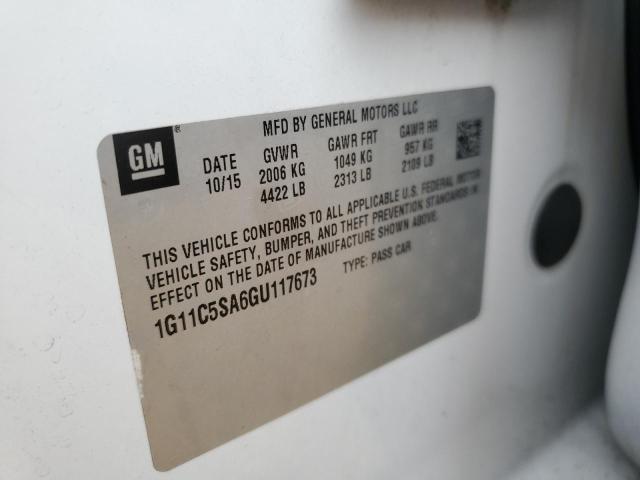 MFD BY GENERAL MOTORS LLC
GM ®
DATE GVWR GAWR FRT GAWR RR
10/15 2006 KG 1049 KG 957 KG
4422 LB 2313 LB 2109 LB
THIS VEHICLE CONFORMS TO ALL APPLICABLE U.S. FEDERAL MOTOR
VEHICLE SAFETY, BUMPER, AND THEFT PREVENTION STANDARDS IN
EFFECT ON THE DATE OF MANUFACTURE SHOWN ABOVE.
1G11C5SA6GU117673 TYPE: PASS CAR